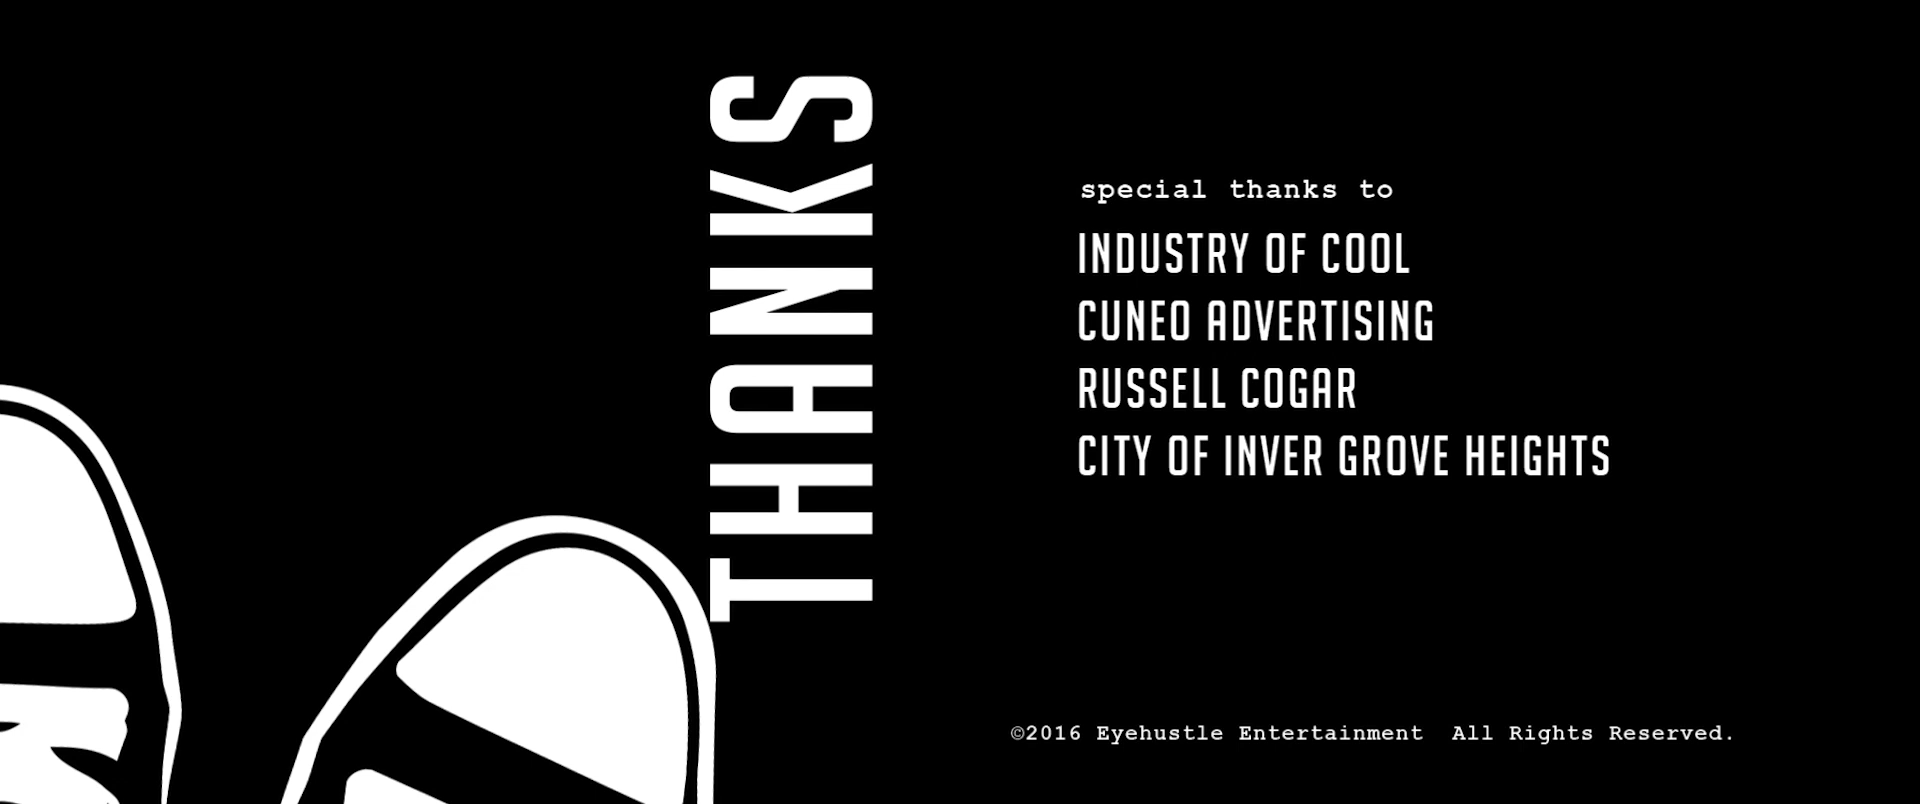 THANKS
special thanks to
INDUSTRY OF COOL
CUNEO ADVERTISING
RUSSELL COGAR
CITY OF INVER GROVE HEIGHTS
©2016 Eyehustle Entertainment  All Rights Reserved.